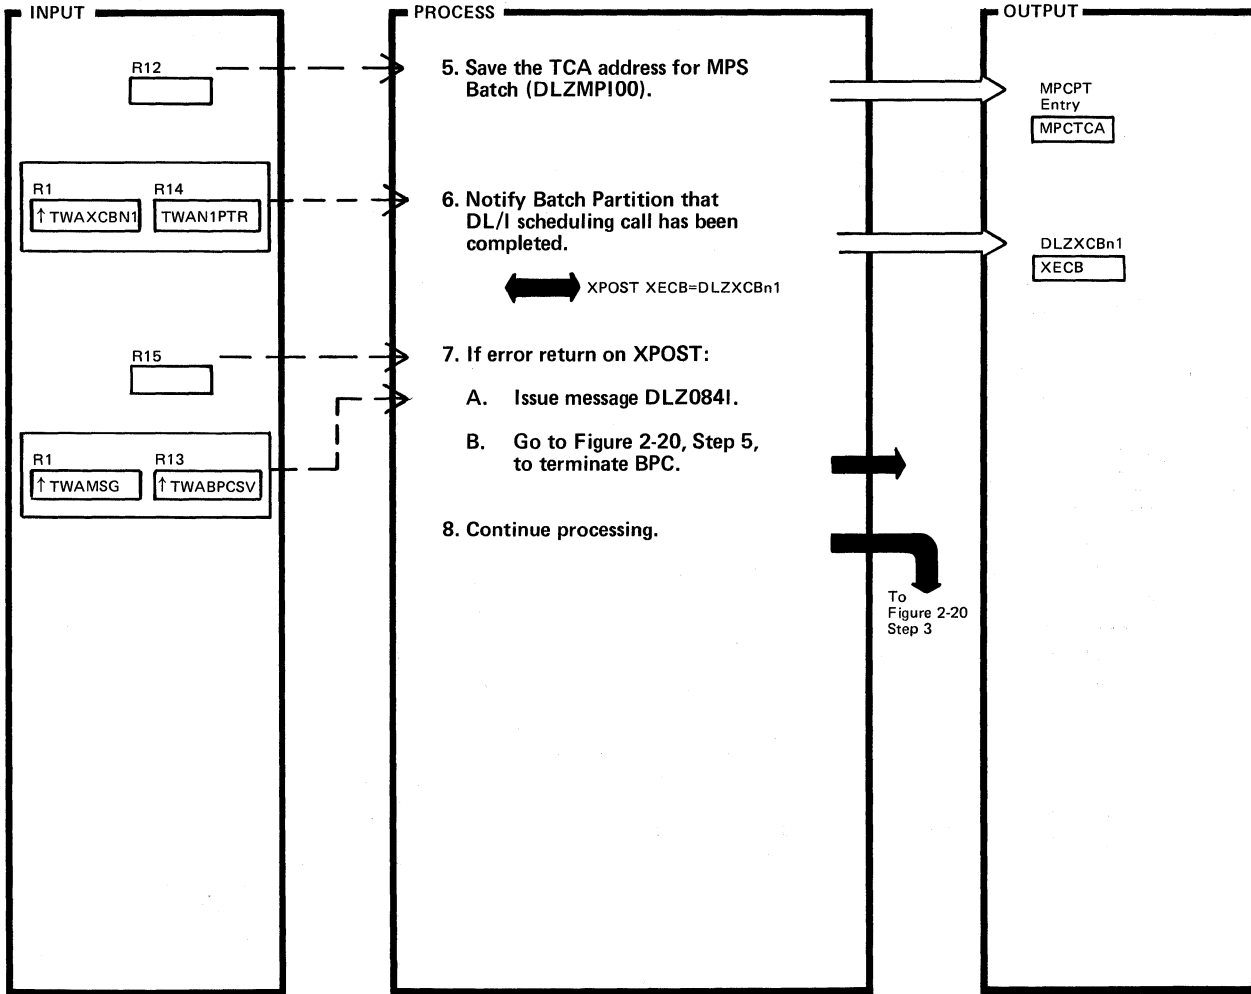 INPUT
PROCESS
OUTPUT
R12
5. Save the TCA address for MPS
Batch (DLZMPI00).
MPCPT
Entry
MPCTCA
R1
R14
↑ TWAXCBN1
TWAN1PTR
6. Notify Batch Partition that
DL/I scheduling call has been
completed.
DLZXCBn1
XECB
XPOST XECB=DLZXCBn1
R15
7. If error return on XPOST:
A. Issue message DLZ084I.
B. Go to Figure 2-20, Step 5,
to terminate BPC.
R1
R13
↑ TWAMSG
↑ TWABPCSV
8. Continue processing.
To
Figure 2-20
Step 3